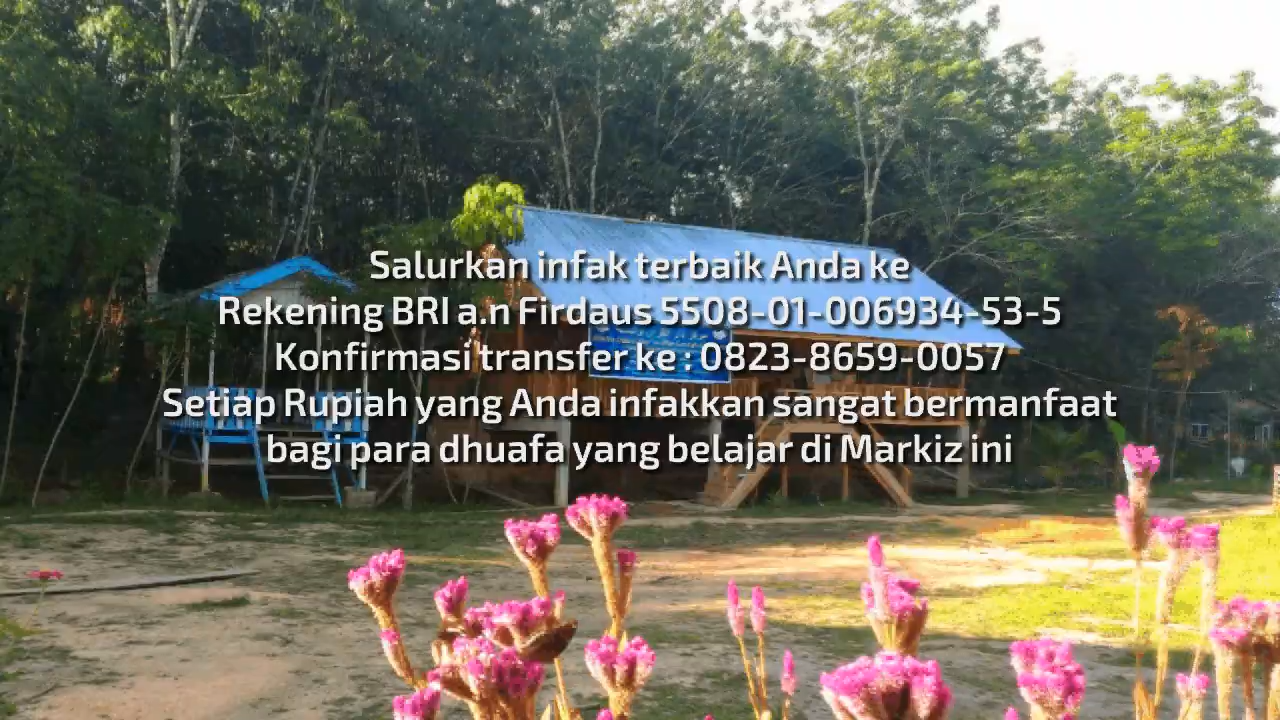 Salurkan infak terbaik Anda ke
Rekening BRI a.n Firdaus 5508-01-006934-53-5
Konfirmasi transfer ke : 0823-8659-0057
Setiap Rupiah yang Anda infakkan sangat bermanfaat
bagi para dhuafa yang belajar di Markiz ini